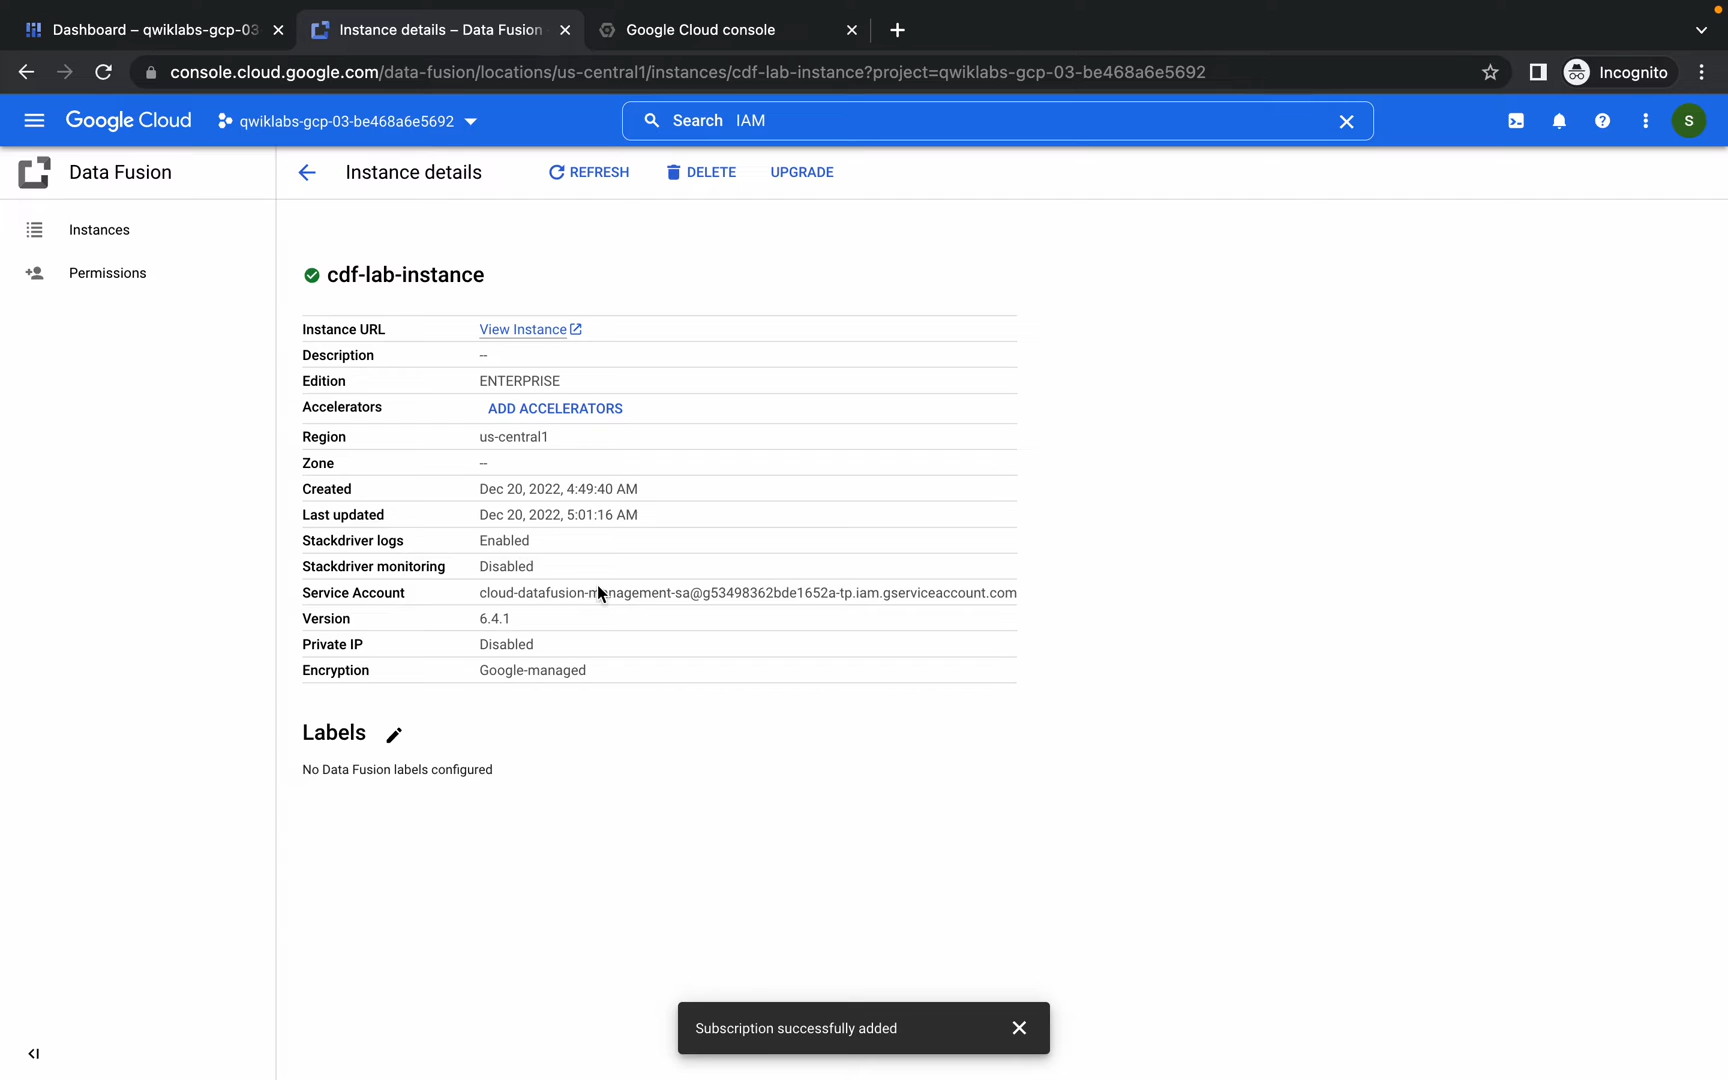 Dashboard – qwiklabs-gcp-03
Instance details – Data Fusion
Google Cloud console
console.cloud.google.com/data-fusion/locations/us-central1/instances/cdf-lab-instance?project=qwiklabs-gcp-03-be468a6e5692
Incognito
Google Cloud
qwiklabs-gcp-03-be468a6e5692
Search IAM
S
Data Fusion
Instance details
REFRESH
DELETE
UPGRADE
Instances
Permissions
cdf-lab-instance
Instance URL View Instance
Description --
Edition ENTERPRISE
Accelerators ADD ACCELERATORS
Region us-central1
Zone --
Created Dec 20, 2022, 4:49:40 AM
Last updated Dec 20, 2022, 5:01:16 AM
Stackdriver logs Enabled
Stackdriver monitoring Disabled
Service Account cloud-datafusion-management-sa@g53498362bde1652a-tp.iam.gserviceaccount.com
Version 6.4.1
Private IP Disabled
Encryption Google-managed
Labels
No Data Fusion labels configured
Subscription successfully added